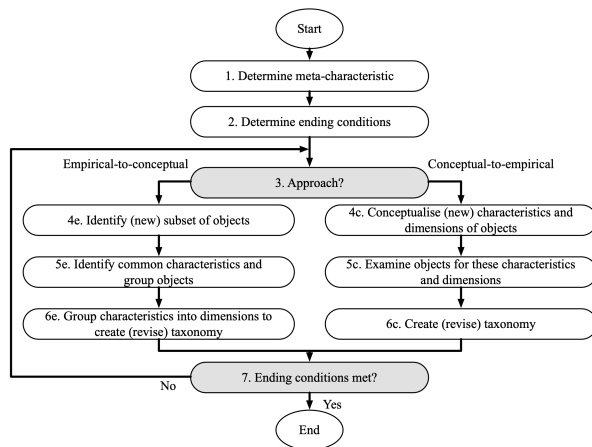 Start
1. Determine meta-characteristic
2. Determine ending conditions
Empirical-to-conceptual
Conceptual-to-empirical
3. Approach?
4e. Identify (new) subset of objects
4c. Conceptualise (new) characteristics and
dimensions of objects
5e. Identify common characteristics and
group objects
5c. Examine objects for these characteristics
and dimensions
6e. Group characteristics into dimensions to
create (revise) taxonomy
6c. Create (revise) taxonomy
7. Ending conditions met?
No
Yes
End